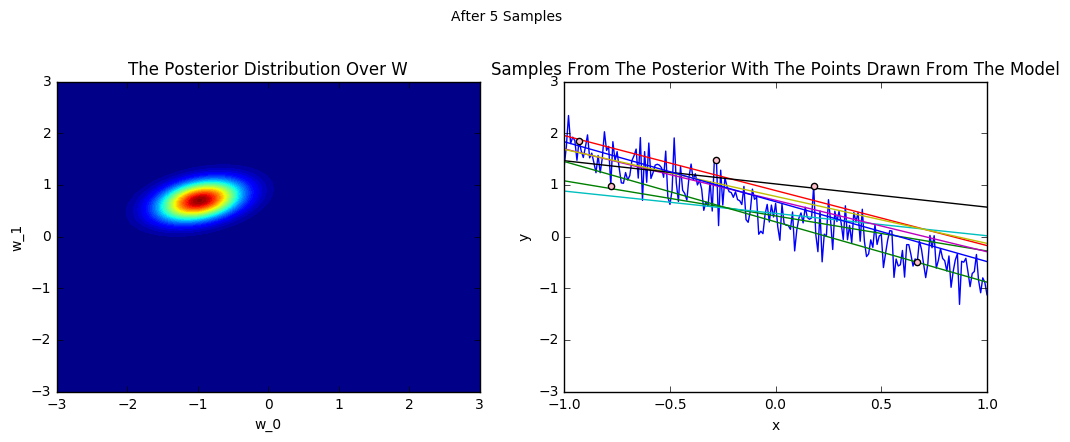 After 5 Samples
The Posterior Distribution Over W
3
2
1
0
−1
−2
−3
w_1
−3 −2 −1 0 1 2 3
w_0
Samples From The Posterior With The Points Drawn From The Model
3
2
1
0
−1
−2
−3
y
−1.0 −0.5 0.0 0.5 1.0
x